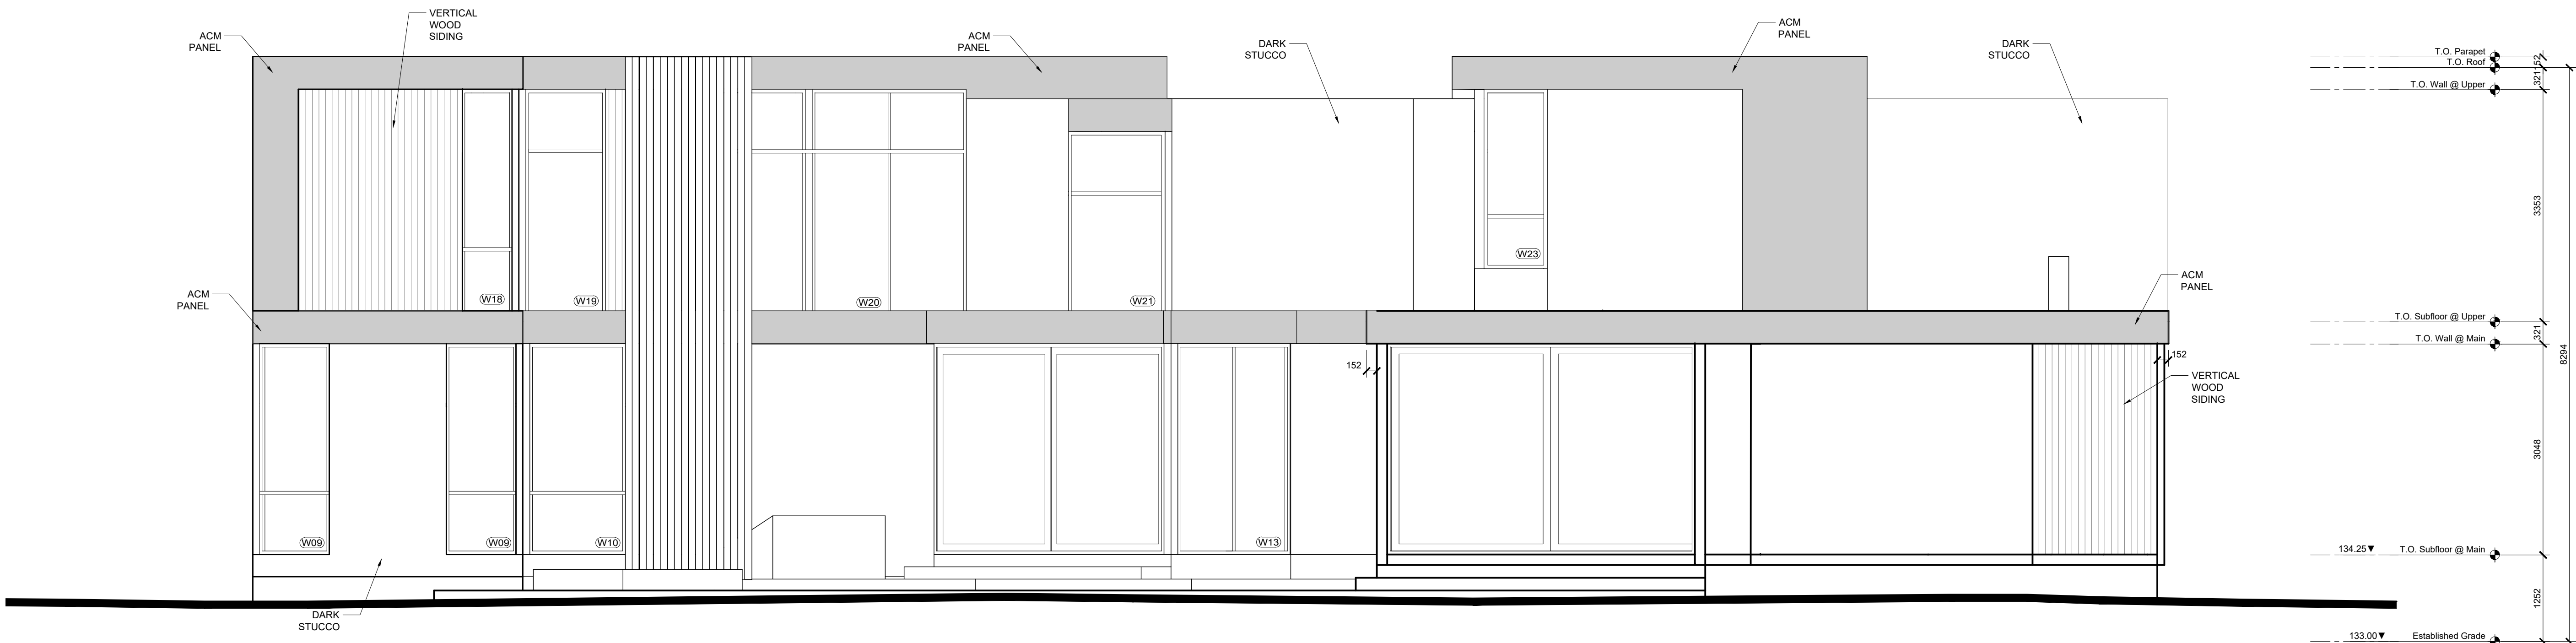 VERTICAL
WOOD
SIDING
ACM
PANEL
ACM
PANEL
DARK
STUCCO
ACM
PANEL
DARK
STUCCO
T.O. Parapet
152
T.O. Roof
321
T.O. Wall @ Upper
3353
W18
W19
W20
W21
W23
ACM
PANEL
ACM
PANEL
T.O. Subfloor @ Upper
321
T.O. Wall @ Main
8294
152
152
VERTICAL
WOOD
SIDING
3048
W09
W09
W10
W13
134.25▼
T.O. Subfloor @ Main
1252
DARK
STUCCO
133.00▼
Established Grade